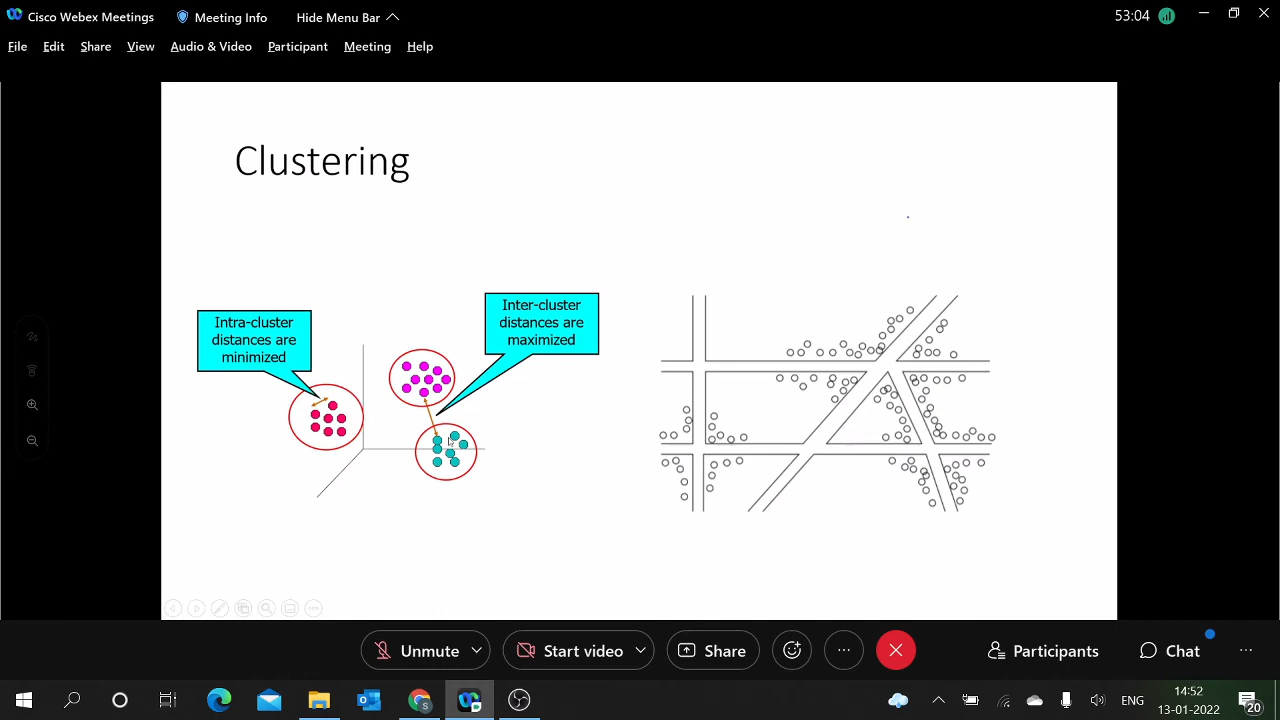 Cisco Webex Meetings
Meeting Info
Hide Menu Bar
53:04
File Edit Share View Audio & Video Participant Meeting Help
Clustering
Intra-cluster
distances are
minimized
Inter-cluster
distances are
maximized
Unmute
Start video
Share
Participants
Chat
ENG
14:52
13-01-2022
20